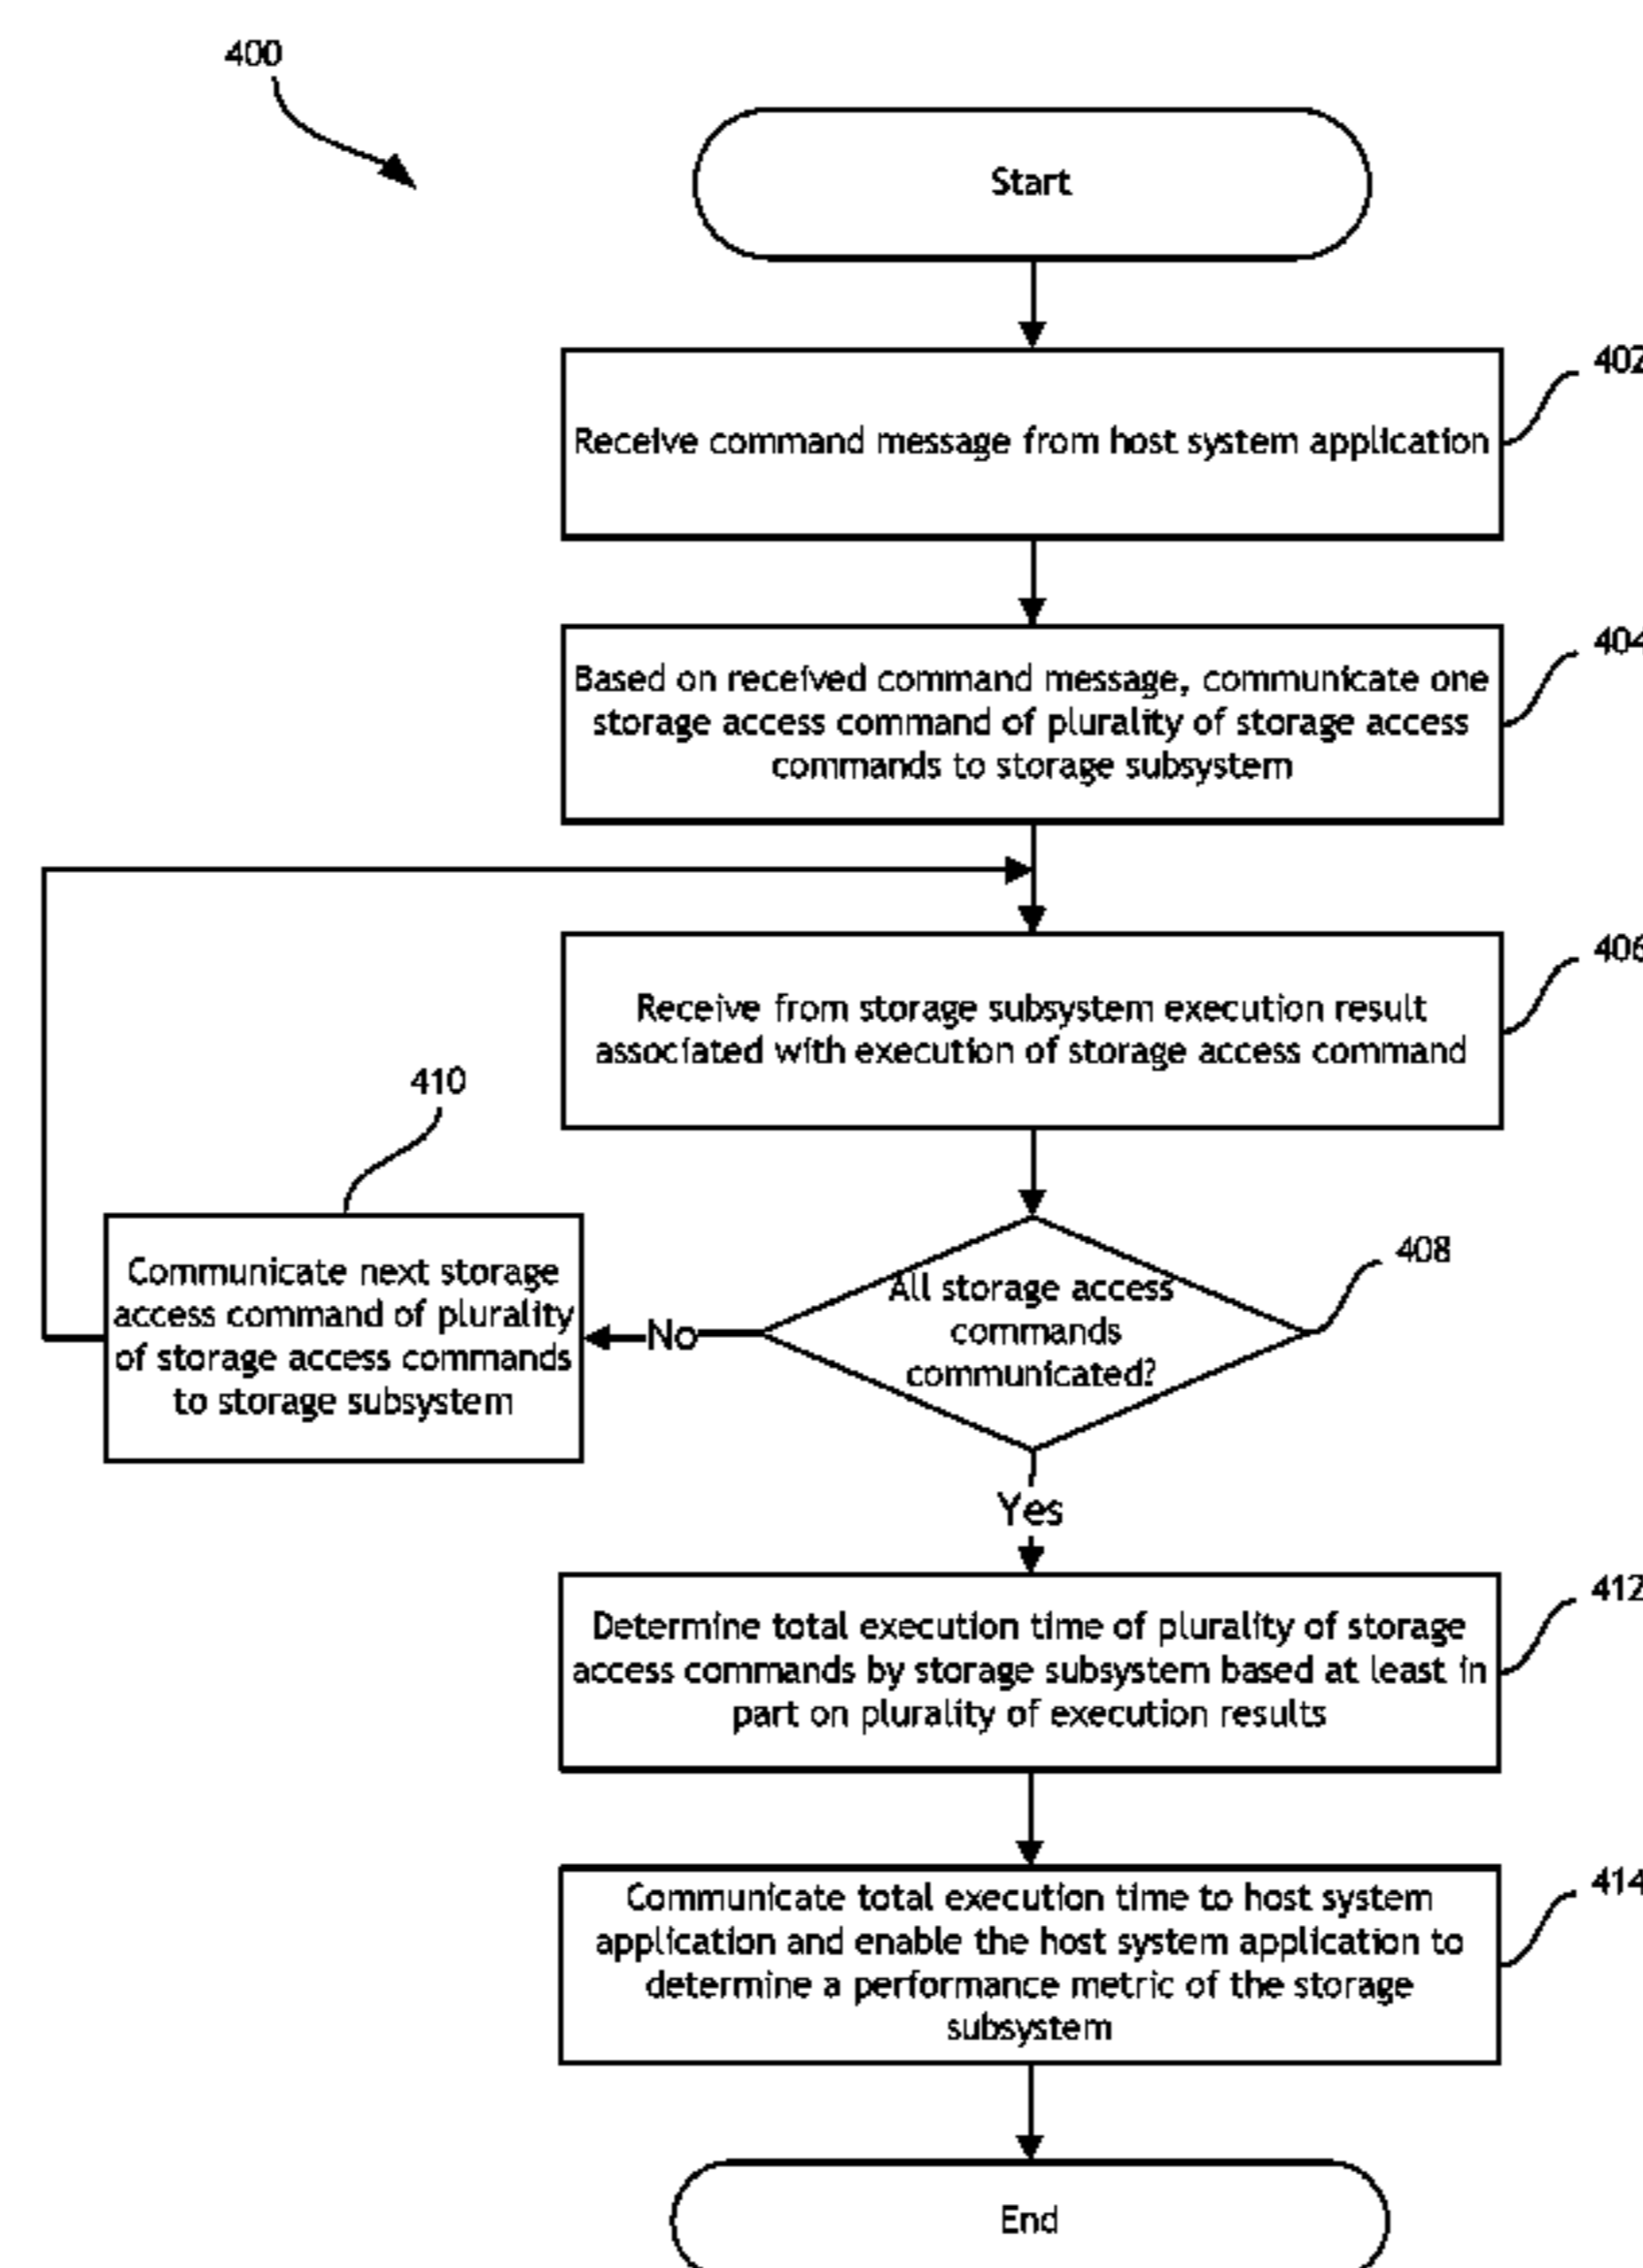 400
Start
402
Receive command message from host system application
404
Based on received command message, communicate one
storage access command of plurality of storage access
commands to storage subsystem
406
Receive from storage subsystem execution result
associated with execution of storage access command
410
Communicate next storage
access command of plurality
of storage access commands
to storage subsystem
No
All storage access
commands
communicated?
408
Yes
412
Determine total execution time of plurality of storage
access commands by storage subsystem based at least in
part on plurality of execution results
414
Communicate total execution time to host system
application and enable the host system application to
determine a performance metric of the storage
subsystem
End